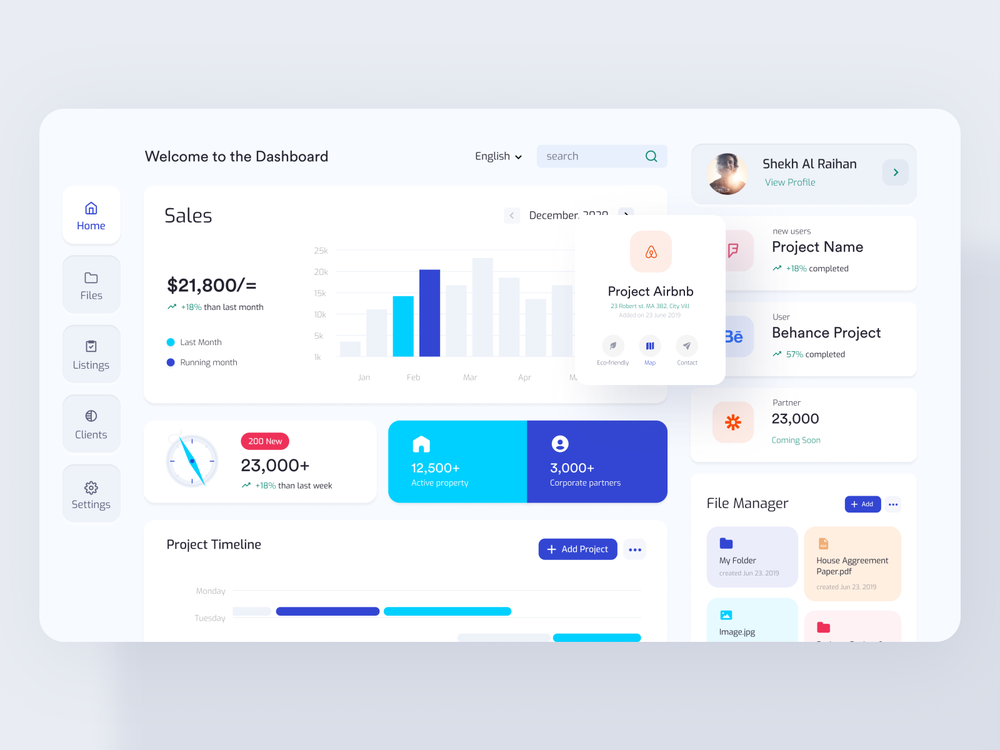 Welcome to the Dashboard
English
search
Shekh Al Raihan
View Profile
Home
Files
Listings
Clients
Settings
Sales
December, 2020
$21,800/=
+18% than last month
Last Month
Running month
25k
20k
15k
10k
5k
1k
Jan
Feb
Mar
Apr
Project Airbnb
23 Robert st. MA 382, City Vill
Added on 23 June 2019
Eco-friendly
Map
Contact
new users
Project Name
+18% completed
User
Bē
Behance Project
57% completed
Partner
23,000
Coming Soon
200 New
23,000+
+18% than last week
12,500+
Active property
3,000+
Corporate partners
Project Timeline
+ Add Project
Monday
Tuesday
File Manager
+ Add
My Folder
created Jun 23, 2019
House Aggreement
Paper.pdf
created Jun 23, 2019
Image.jpg